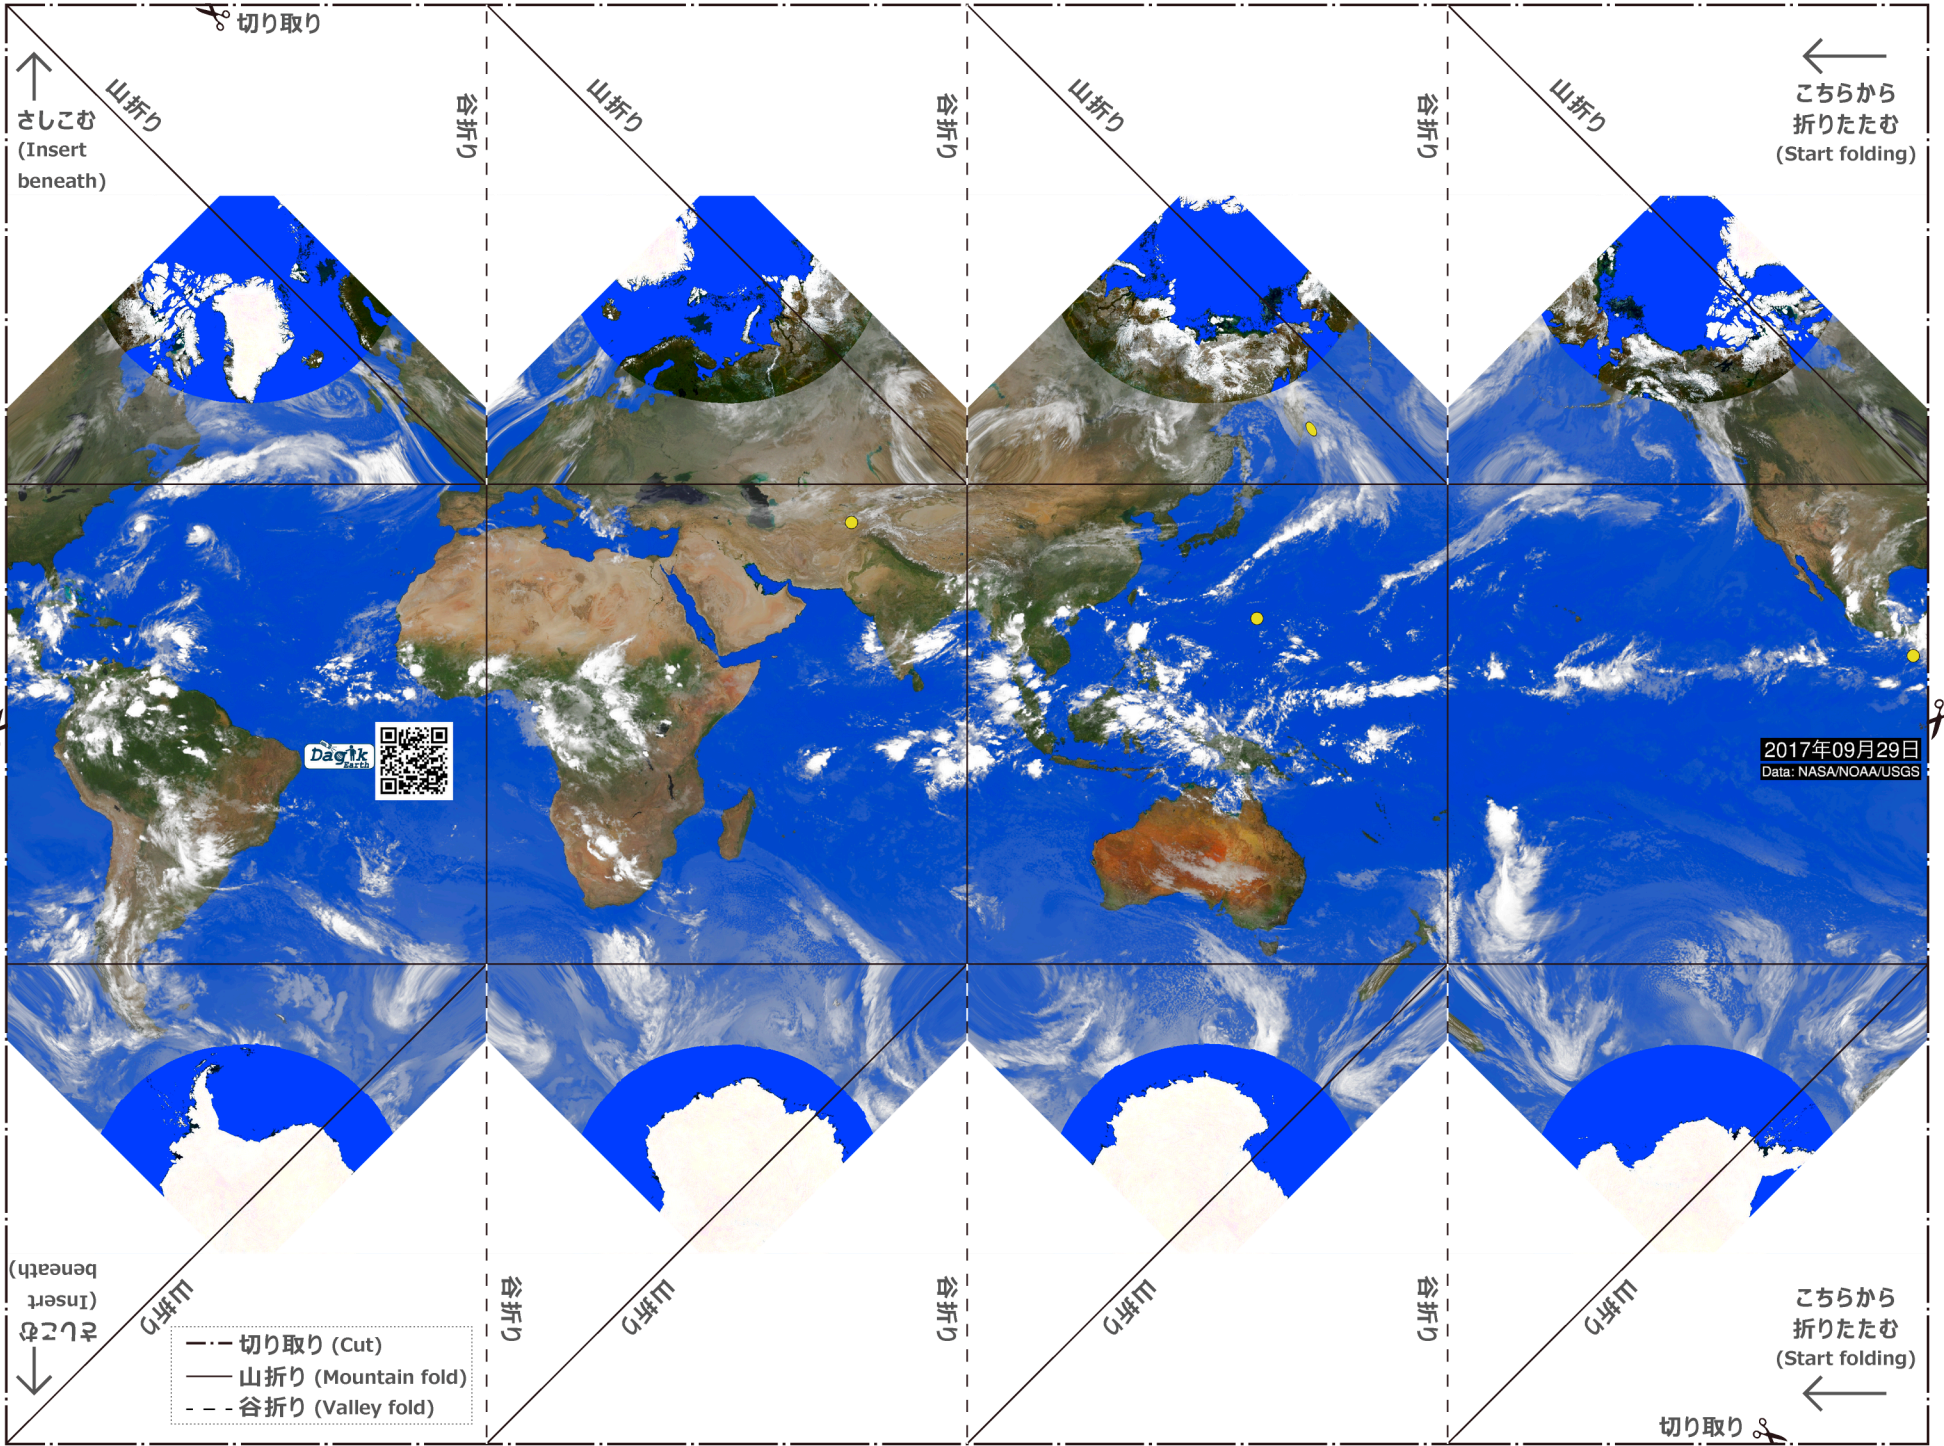 切り取り
山折り
谷折り
山折り
谷折り
山折り
谷折り
山折り
さしこむ
(Insert
beneath)
こちらから
折りたたむ
(Start folding)
Dagik
Earth
2017年09月29日
Data: NASA/NOAA/USGS
さしこむ
(Insert
beneath)
山折り
谷折り
山折り
谷折り
山折り
谷折り
山折り
こちらから
折りたたむ
(Start folding)
切り取り (Cut)
山折り (Mountain fold)
谷折り (Valley fold)
切り取り